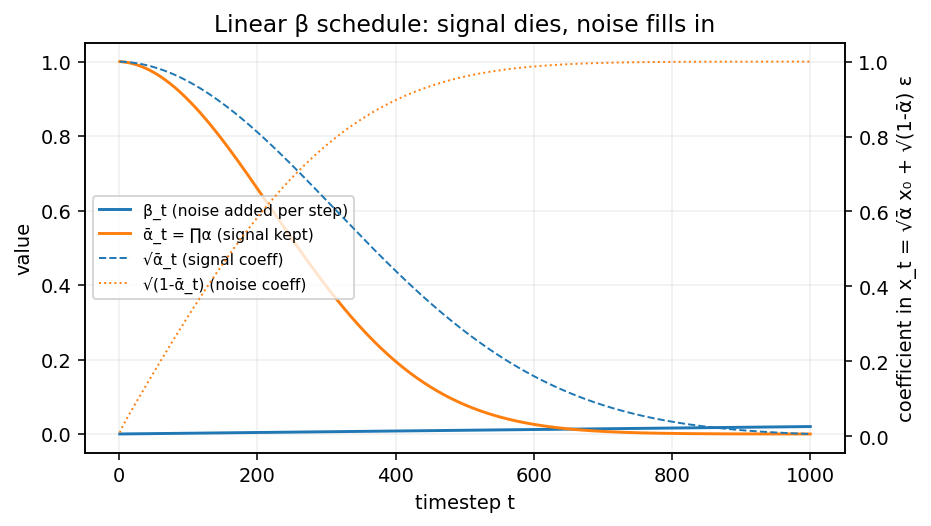 Linear β schedule: signal dies, noise fills in
1.0
0.8
0.6
0.4
0.2
0.0
value
β_t (noise added per step)
ᾱ_t = ∏α (signal kept)
√ᾱ_t (signal coeff)
√(1-ᾱ_t) (noise coeff)
1.0
0.8
0.6
0.4
0.2
0.0
coefficient in x_t = √ᾱ x₀ + √(1-ᾱ) ε
0 200 400 600 800 1000
timestep t